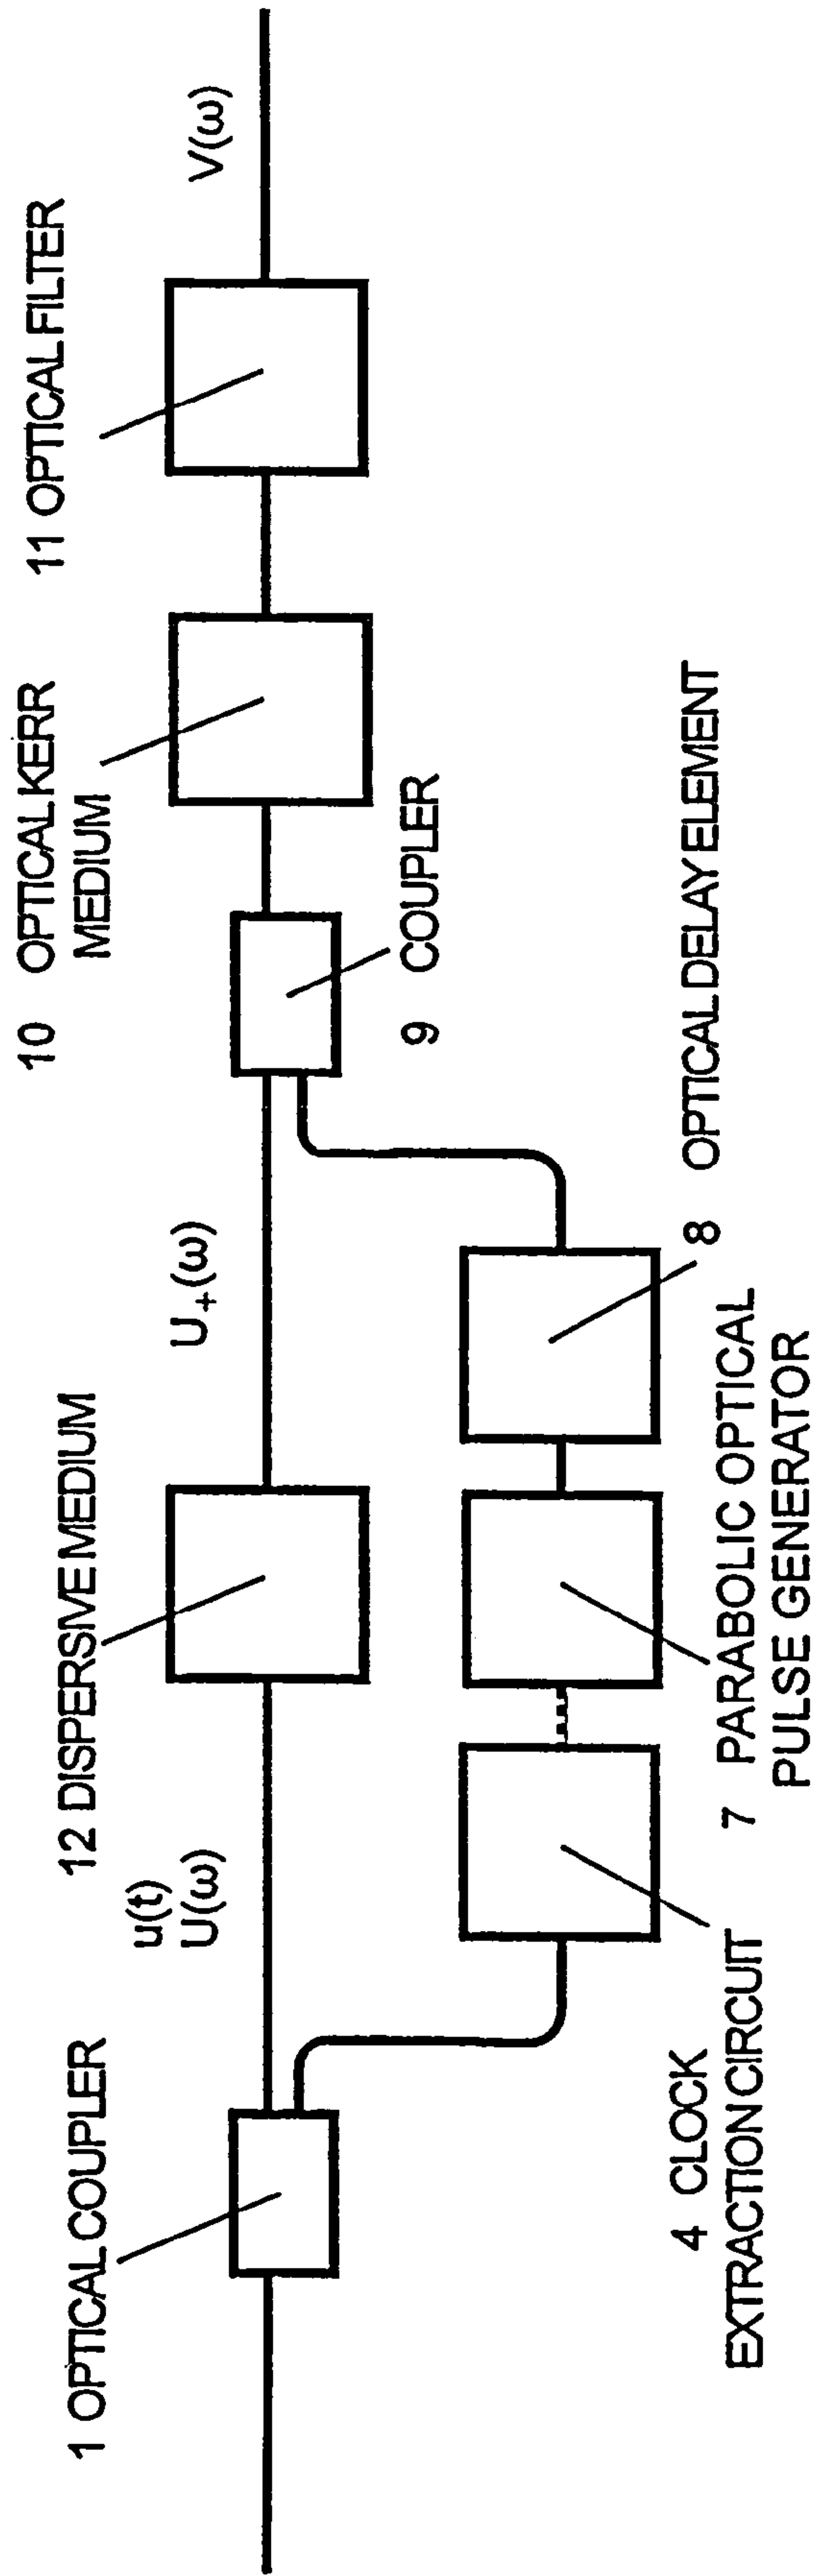 1 OPTICAL COUPLER
u(t)
U(ω)
12 DISPERSIVE MEDIUM
U+(ω)
10 OPTICAL KERR
MEDIUM
11 OPTICAL FILTER
V(ω)
9 COUPLER
4 CLOCK
EXTRACTION CIRCUIT
7 PARABOLIC OPTICAL
PULSE GENERATOR
8 OPTICAL DELAY ELEMENT